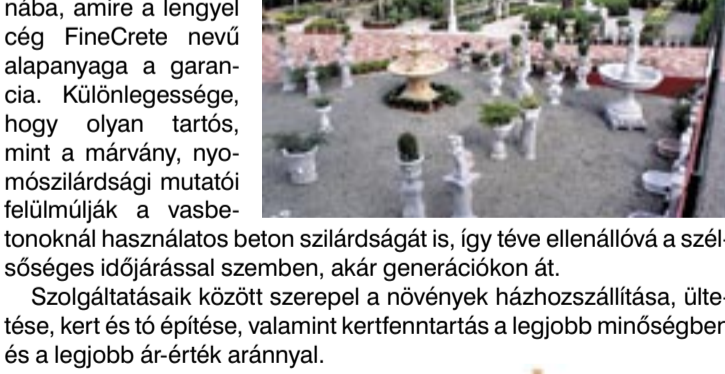 nába, amire a lengyel
cég FineCrete nevű
alapanyaga a garan-
cia. Különlegessége,
hogy olyan tartós,
mint a márvány, nyo-
mószilárdsági mutatói
felülmúlják a vasbe-
tonoknál használatos beton szilárdságát is, így téve ellenállóvá a szél-
sőséges időjárással szemben, akár generációkon át.
Szolgáltatásaik között szerepel a növények házhozszállítása, ülte-
tése, kert és tó építése, valamint kertfenntartás a legjobb minőségben
és a legjobb ár-érték aránnyal.